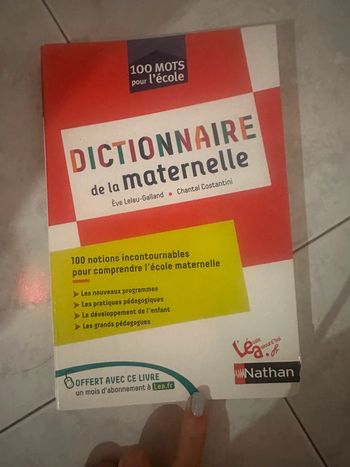 100 MOTS
pour l'école
DICTIONNAIRE
de la maternelle
Ève Leleu-Galland • Chantal Costantini
100 notions incontournables
pour comprendre l'école maternelle
➤ Les nouveaux programmes
➤ Les pratiques pédagogiques
➤ Le développement de l'enfant
➤ Les grands pédagogues
Léa.fr
Nathan
OFFERT AVEC CE LIVRE
un mois d'abonnement à Léa.fr